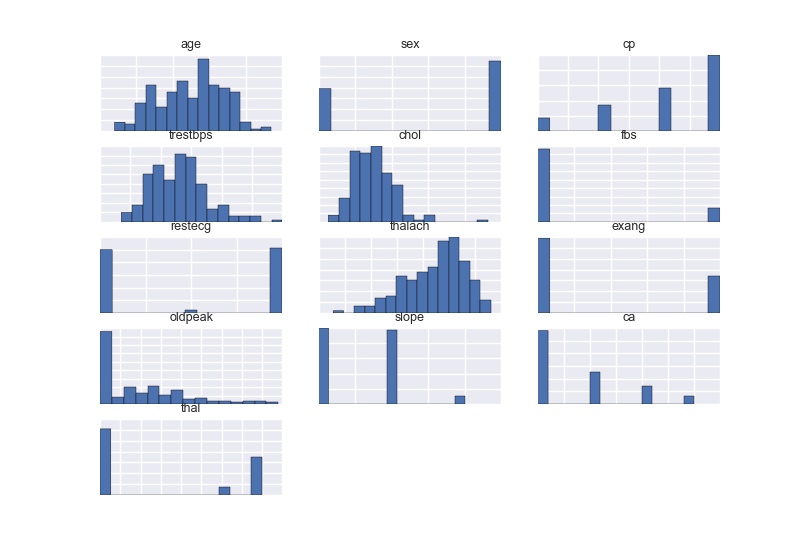 age
sex
cp
trestbps
chol
fbs
restecg
thalach
exang
oldpeak
slope
ca
thal